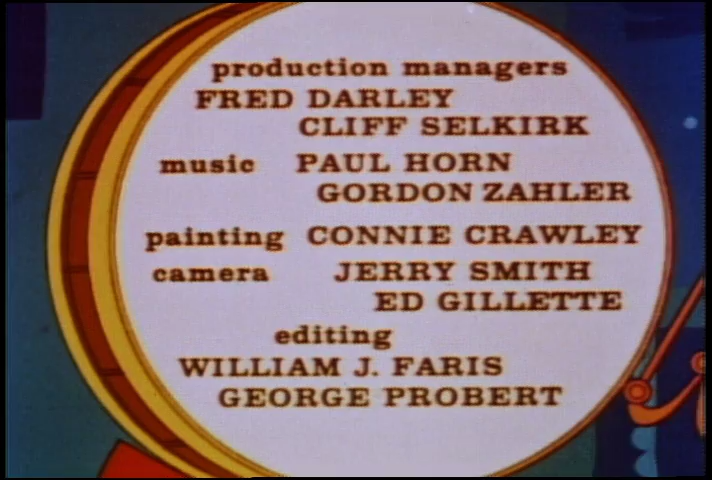 production managers
FRED DARLEY
CLIFF SELKIRK
music PAUL HORN
GORDON ZAHLER
painting CONNIE CRAWLEY
camera JERRY SMITH
ED GILLETTE
editing
WILLIAM J. FARIS
GEORGE PROBERT